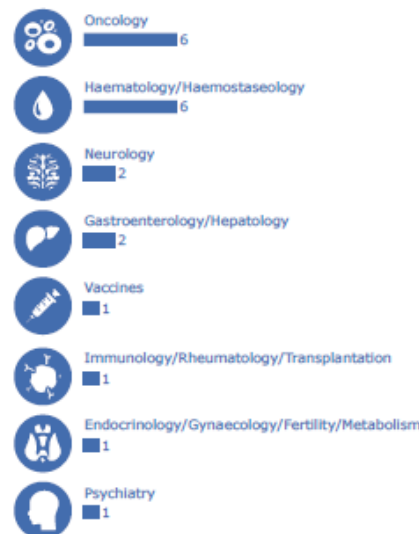 Oncology
6
Haematology/Haemostaseology
6
Neurology
2
Gastroenterology/Hepatology
2
Vaccines
1
Immunology/Rheumatology/Transplantation
1
Endocrinology/Gynaecology/Fertility/Metabolism
1
Psychiatry
1